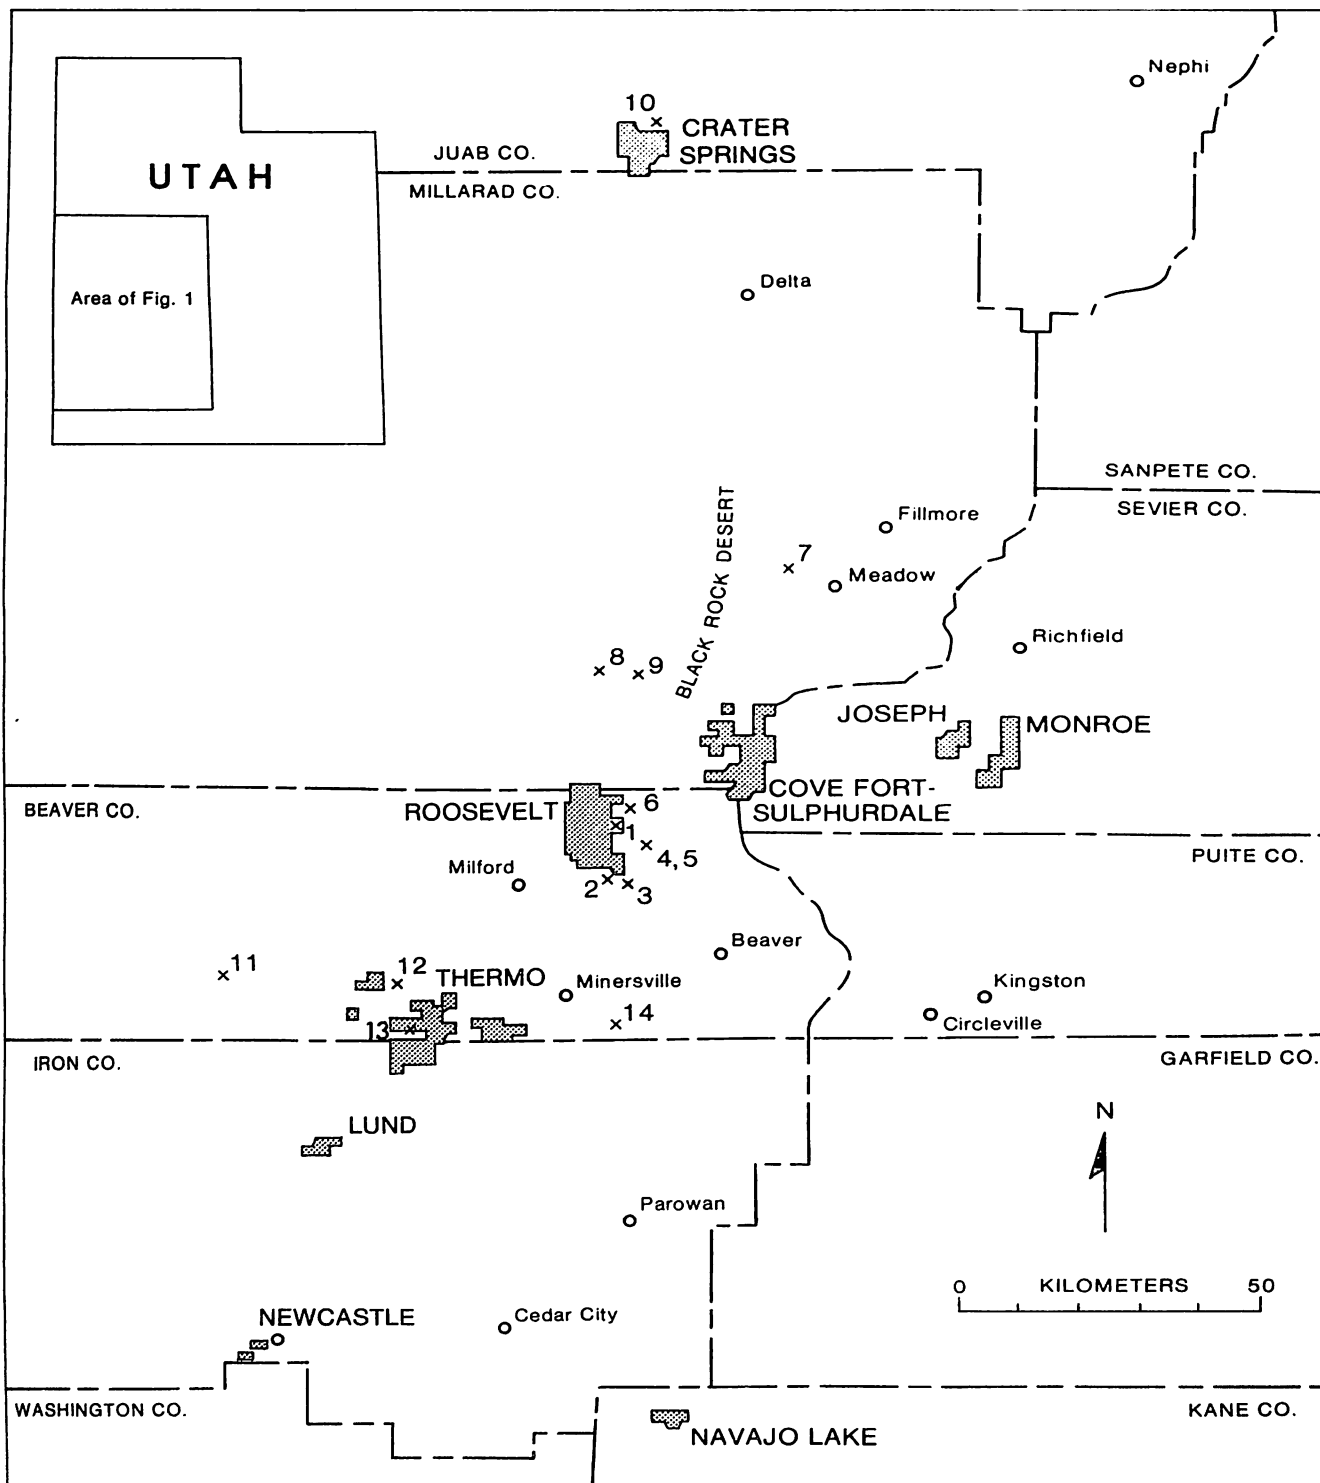 Nephi
10
CRATER
SPRINGS
JUAB CO.
MILLARAD CO.
UTAH
Area of Fig. 1
Delta
SANPETE CO.
SEVIER CO.
BLACK ROCK DESERT
Fillmore
7
Meadow
Richfield
8
9
JOSEPH
MONROE
COVE FORT-
SULPHURDALE
BEAVER CO.
ROOSEVELT
6
1
4,5
PUITE CO.
Milford
2
3
Beaver
11
12
THERMO
Minersville
Kingston
13
14
Circleville
IRON CO.
GARFIELD CO.
LUND
N
Parowan
0 KILOMETERS 50
NEWCASTLE
Cedar City
WASHINGTON CO.
KANE CO.
NAVAJO LAKE